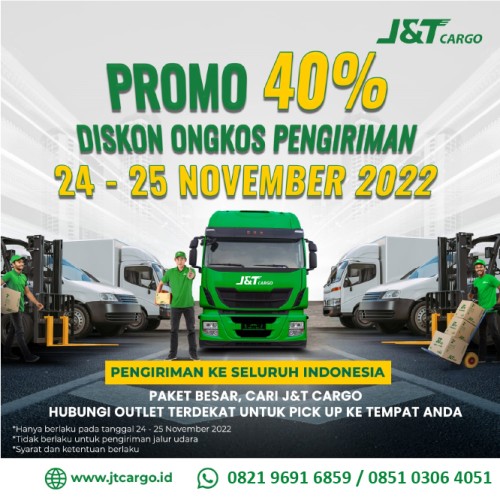 J&T CARGO
PROMO 40%
DISKON ONGKOS PENGIRIMAN
24 - 25 NOVEMBER 2022
J&T CARGO
PENGIRIMAN KE SELURUH INDONESIA
PAKET BESAR, CARI J&T CARGO
HUBUNGI OUTLET TERDEKAT UNTUK PICK UP KE TEMPAT ANDA
*Hanya berlaku pada tanggal 24 - 25 November 2022
*Tidak berlaku untuk pengiriman jalur udara
*Syarat dan ketentuan berlaku
www.jtcargo.id
0821 9691 6859 / 0851 0306 4051